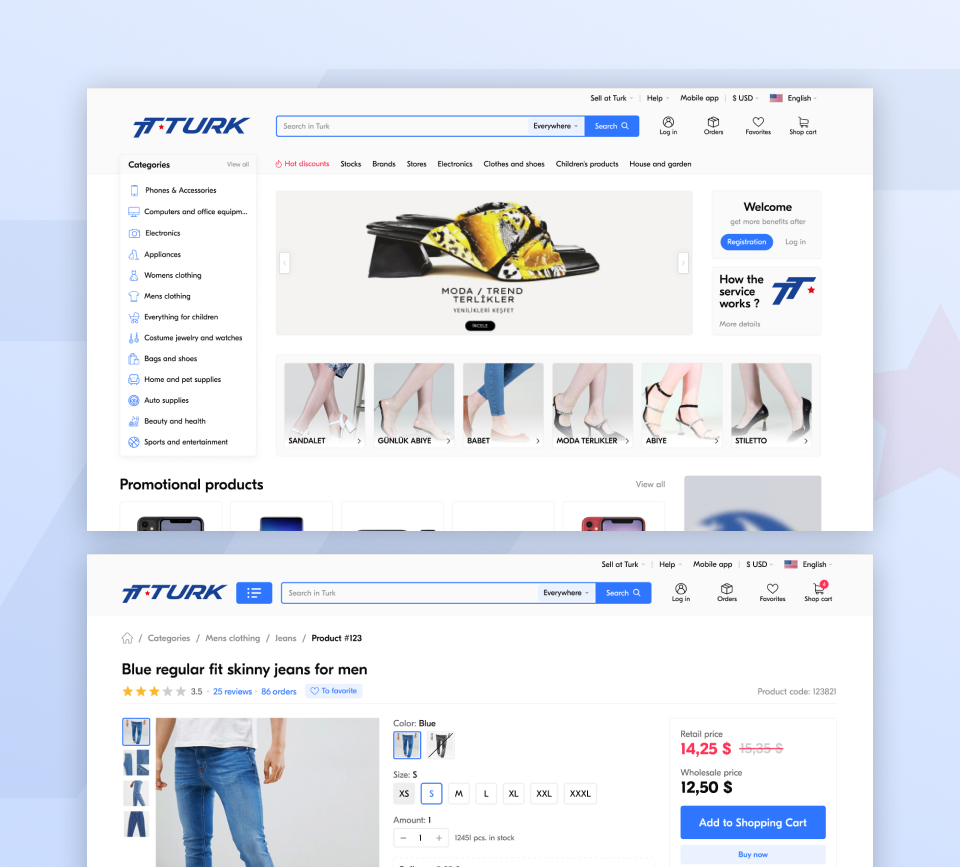 Sell at Turk
Help
Mobile app
$ USD
English
TURK
Search in Turk
Everywhere
Search
Log in
Orders
Favorites
Shop cart
Categories
View all
Hot discounts
Stocks
Brands
Stores
Electronics
Clothes and shoes
Children's products
House and garden
Phones & Accessories
Computers and office equipm...
Electronics
Appliances
Womens clothing
Mens clothing
Everything for children
Costume jewelry and watches
Bags and shoes
Home and pet supplies
Auto supplies
Beauty and health
Sports and entertainment
MODA / TREND
TERLİKLER
YENİLİKLERİ KEŞFET
İNCELE
Welcome
get more benefits after
Registration
Log in
How the
service
works ?
More details
SANDALET
GÜNLÜK ABIYE
BABET
MODA TERLIKLER
ABIYE
STILETTO
Promotional products
View all
Sell at Turk
Help
Mobile app
$ USD
English
TURK
Search in Turk
Everywhere
Search
Log in
Orders
Favorites
4
Shop cart
/ Categories / Mens clothing / Jeans / Product #123
Blue regular fit skinny jeans for men
3.5 · 25 reviews · 86 orders
To favorite
Product code: 123821
Color: Blue
Size: S
XS
S
M
L
XL
XXL
XXXL
Amount: 1
− 1 +
12451 pcs. in stock
Retail price
14,25 $ 15,35 $
Wholesale price
12,50 $
Add to Shopping Cart
Buy now